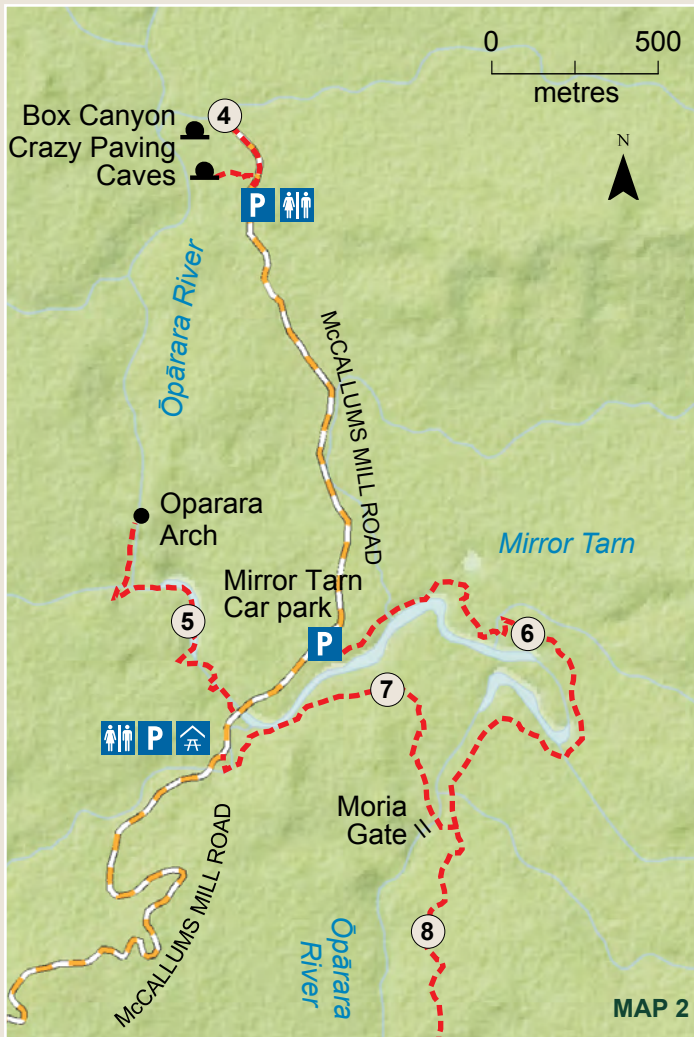 0 500
metres
Box Canyon
Crazy Paving
Caves
4
N
P
Ōpārara River
McCALLUMS MILL ROAD
Oparara
Arch
Mirror Tarn
Mirror Tarn
Car park
P
5
6
7
P
Moria
Gate
McCALLUMS MILL ROAD
Ōpārara
River
8
MAP 2